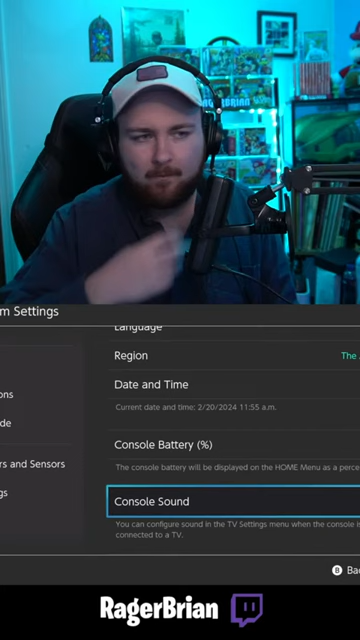 RBRIAN
m Settings
Language
Region
The
Date and Time
Current date and time: 2/20/2024 11:55 a.m.
ons
de
Console Battery (%)
The console battery will be displayed on the HOME Menu as a perce
rs and Sensors
gs
Console Sound
You can configure sound in the TV Settings menu when the console is
connected to a TV.
B Bac
RagerBrian